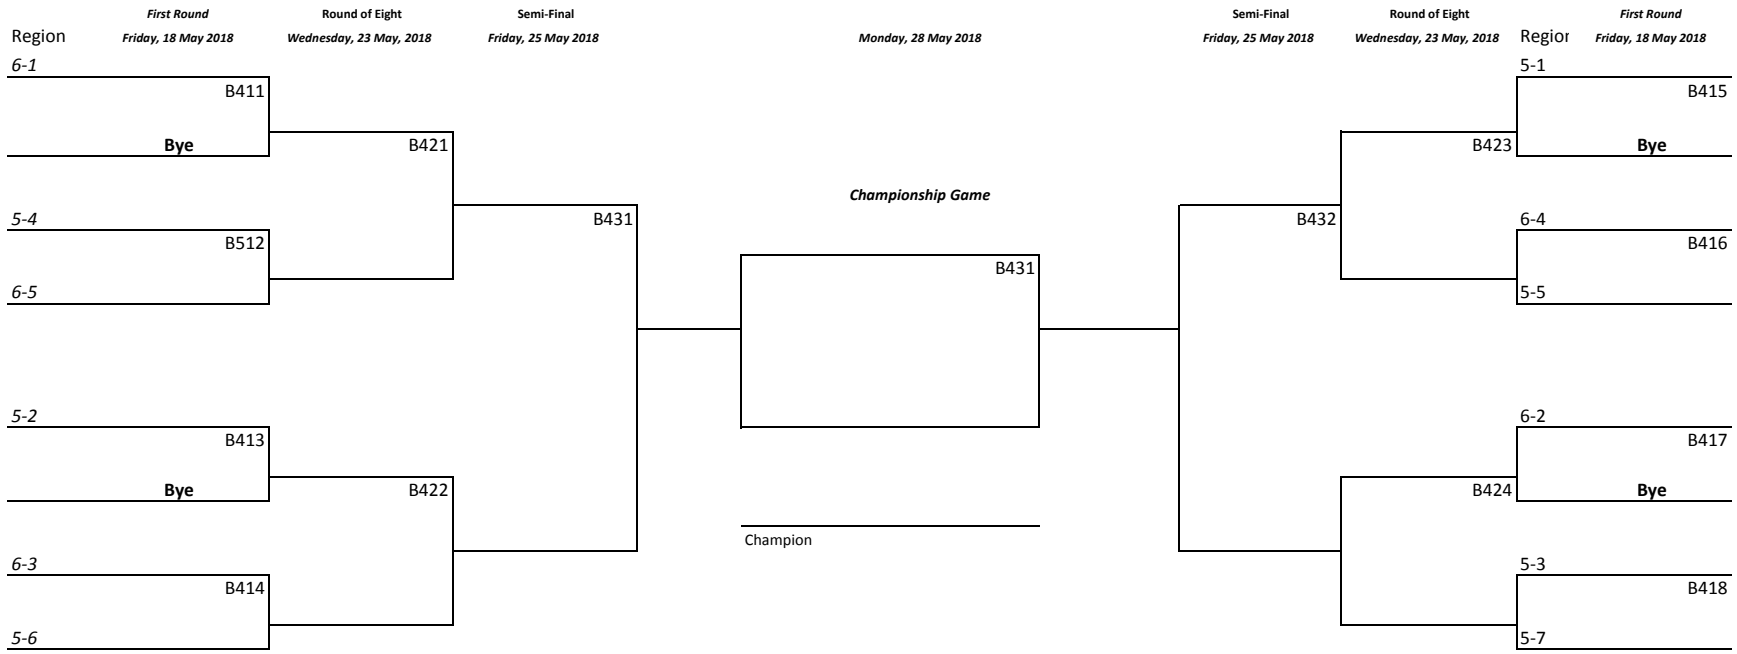 First Round Round of Eight Semi-Final Semi-Final Round of Eight First Round
Region Friday, 18 May 2018 Wednesday, 23 May, 2018 Friday, 25 May 2018 Monday, 28 May 2018 Friday, 25 May 2018 Wednesday, 23 May, 2018 Region Friday, 18 May 2018
6-1 5-1
B411 B415
Bye B421 B423 Bye
Championship Game
5-4 B431 B432 6-4
B512 B416
B431
6-5 5-5
5-2 6-2
B413 B417
Bye B422 B424 Bye
Champion
6-3 5-3
B414 B418
5-6 5-7